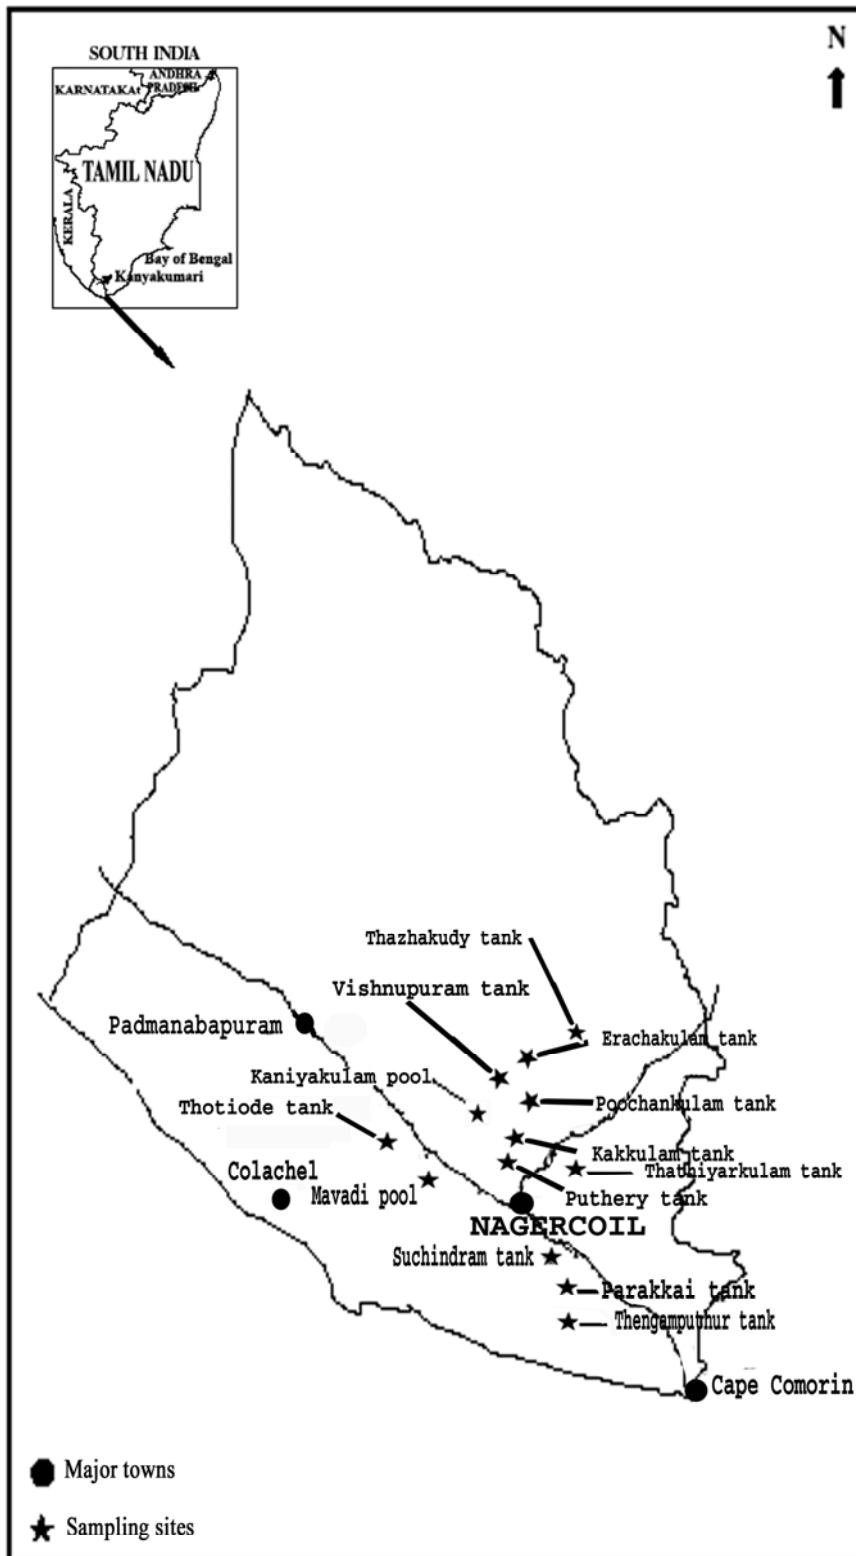 N
SOUTH INDIA
ANDHRA
PRADESH
KARNATAKA
TAMIL NADU
KERALA
Bay of Bengal
Kanyakumari
Thazhakudy tank
Vishnupuram tank
Padmanabapuram
Erachakulam tank
Kaniyakulam pool
Poochankulam tank
Thotiode tank
Kakkulam tank
Thathiyarkulam tank
Colachel
Mavadi pool
Puthery tank
NAGERCOIL
Suchindram tank
Parakkai tank
Thengamputhur tank
Cape Comorin
Major towns
Sampling sites